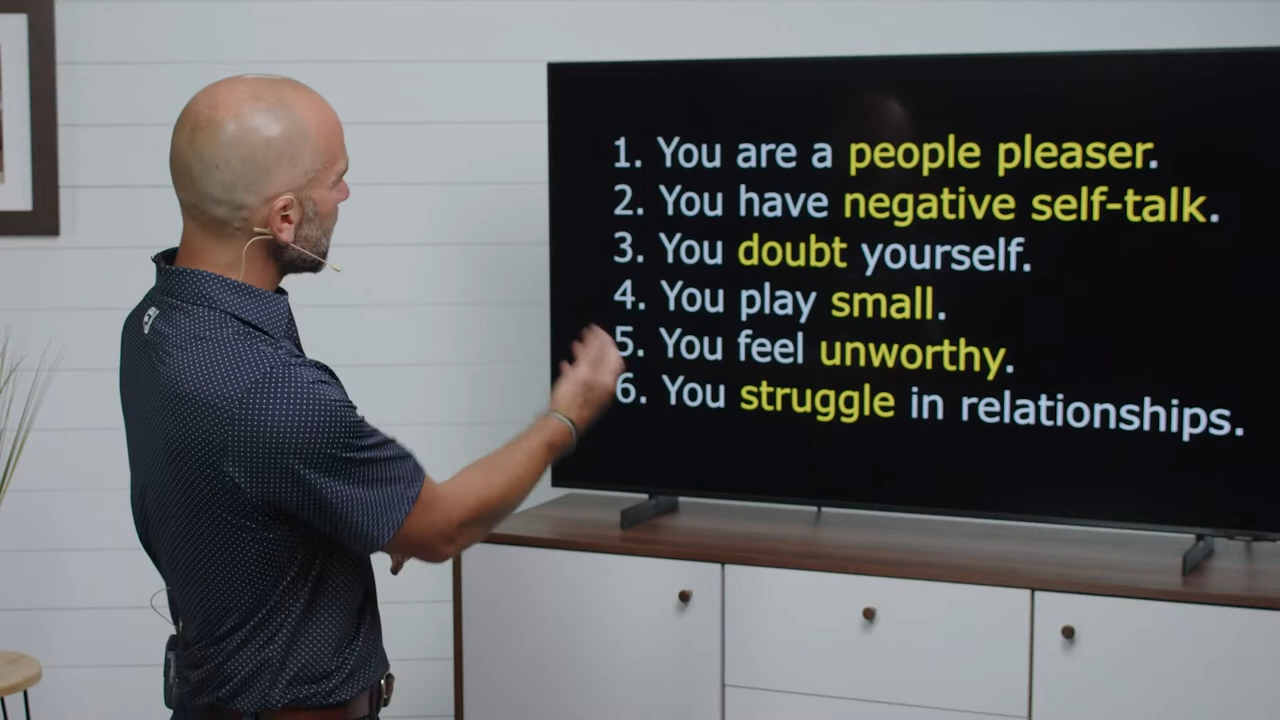 1. You are a people pleaser.
2. You have negative self-talk.
3. You doubt yourself.
4. You play small.
5. You feel unworthy.
6. You struggle in relationships.